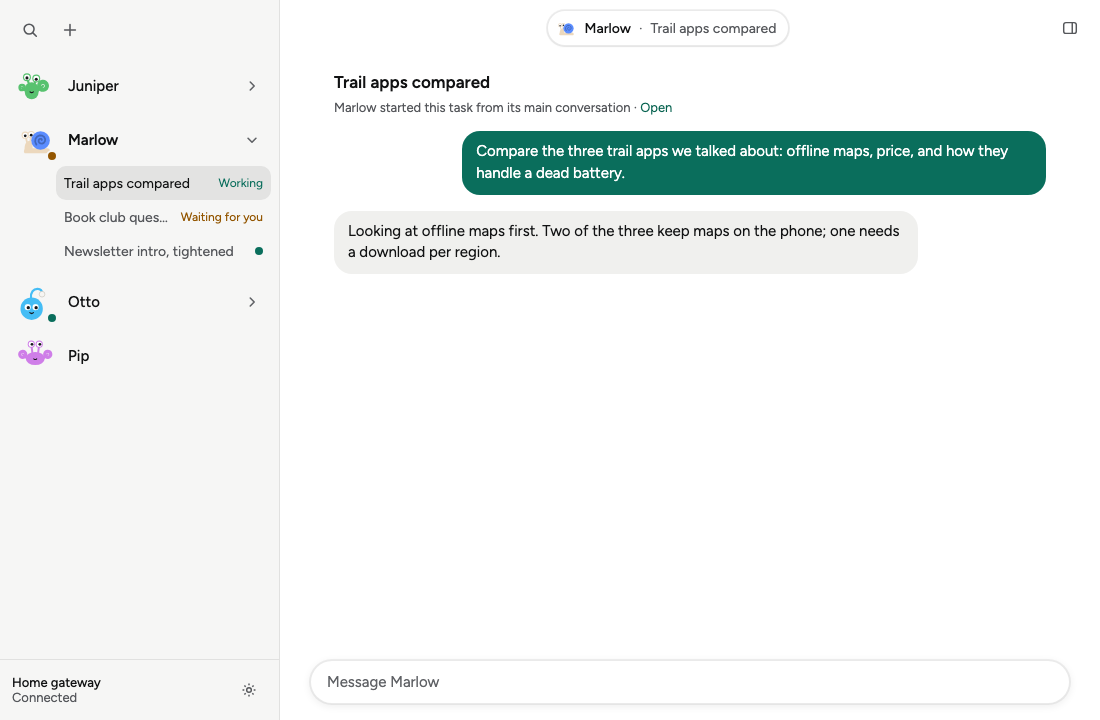 Juniper
Marlow
Trail apps compared Working
Book club ques... Waiting for you
Newsletter intro, tightened
Otto
Pip
Home gateway
Connected
Marlow · Trail apps compared
Trail apps compared
Marlow started this task from its main conversation · Open
Compare the three trail apps we talked about: offline maps, price, and how they
handle a dead battery.
Looking at offline maps first. Two of the three keep maps on the phone; one needs
a download per region.
Message Marlow